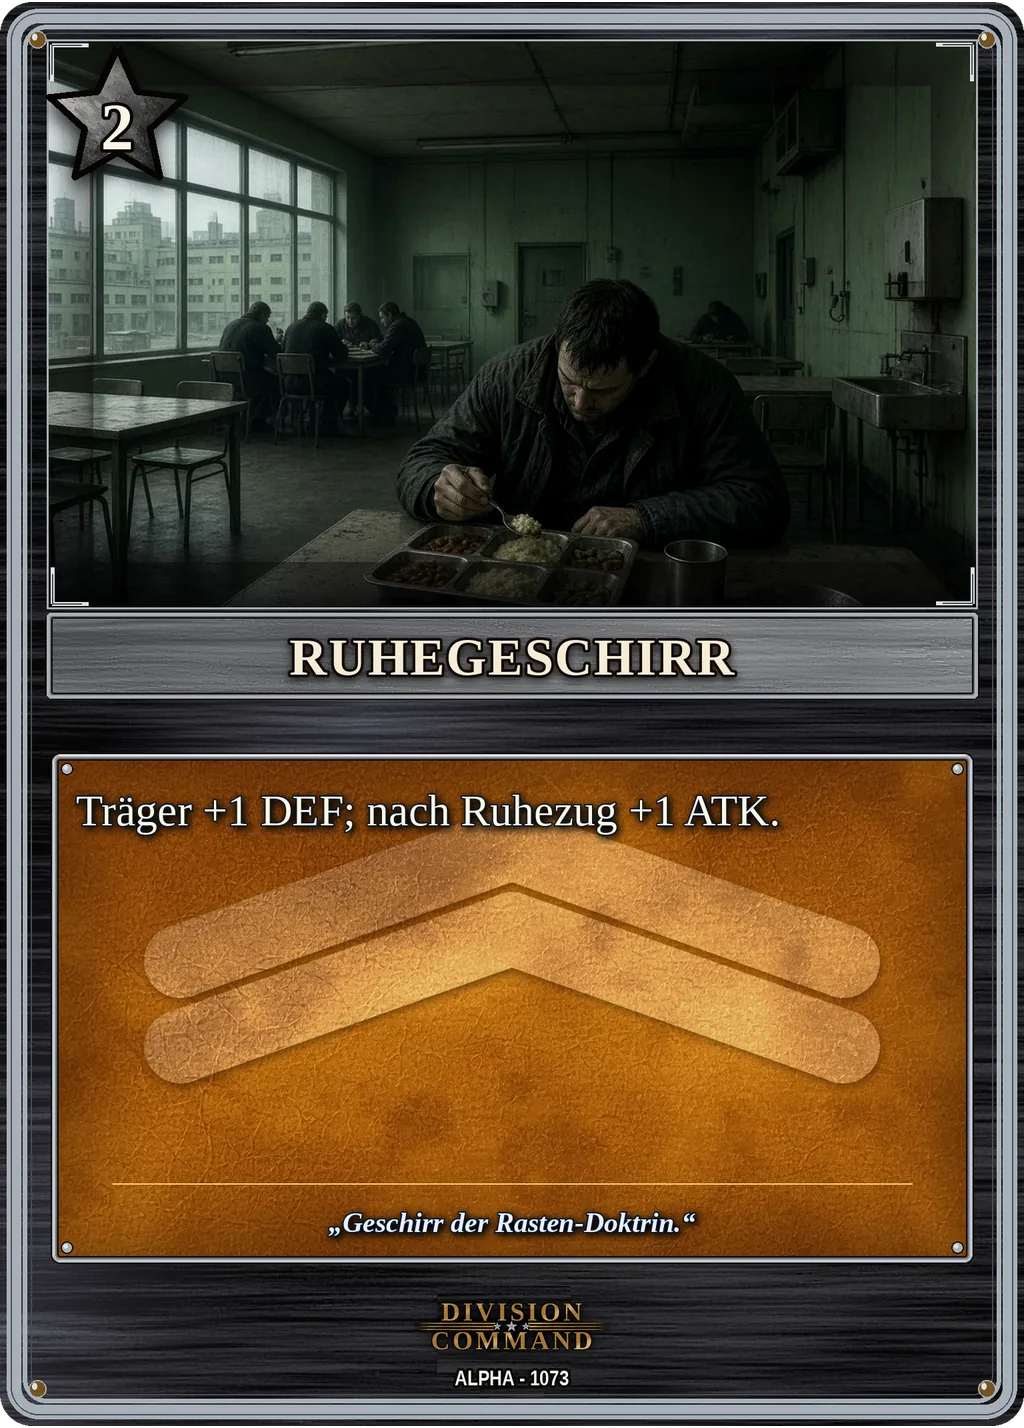 2
RUHEGESCHIRR
Träger +1 DEF; nach Ruhezug +1 ATK.
„Geschirr der Rasten-Doktrin.“
DIVISION
COMMAND
ALPHA - 1073